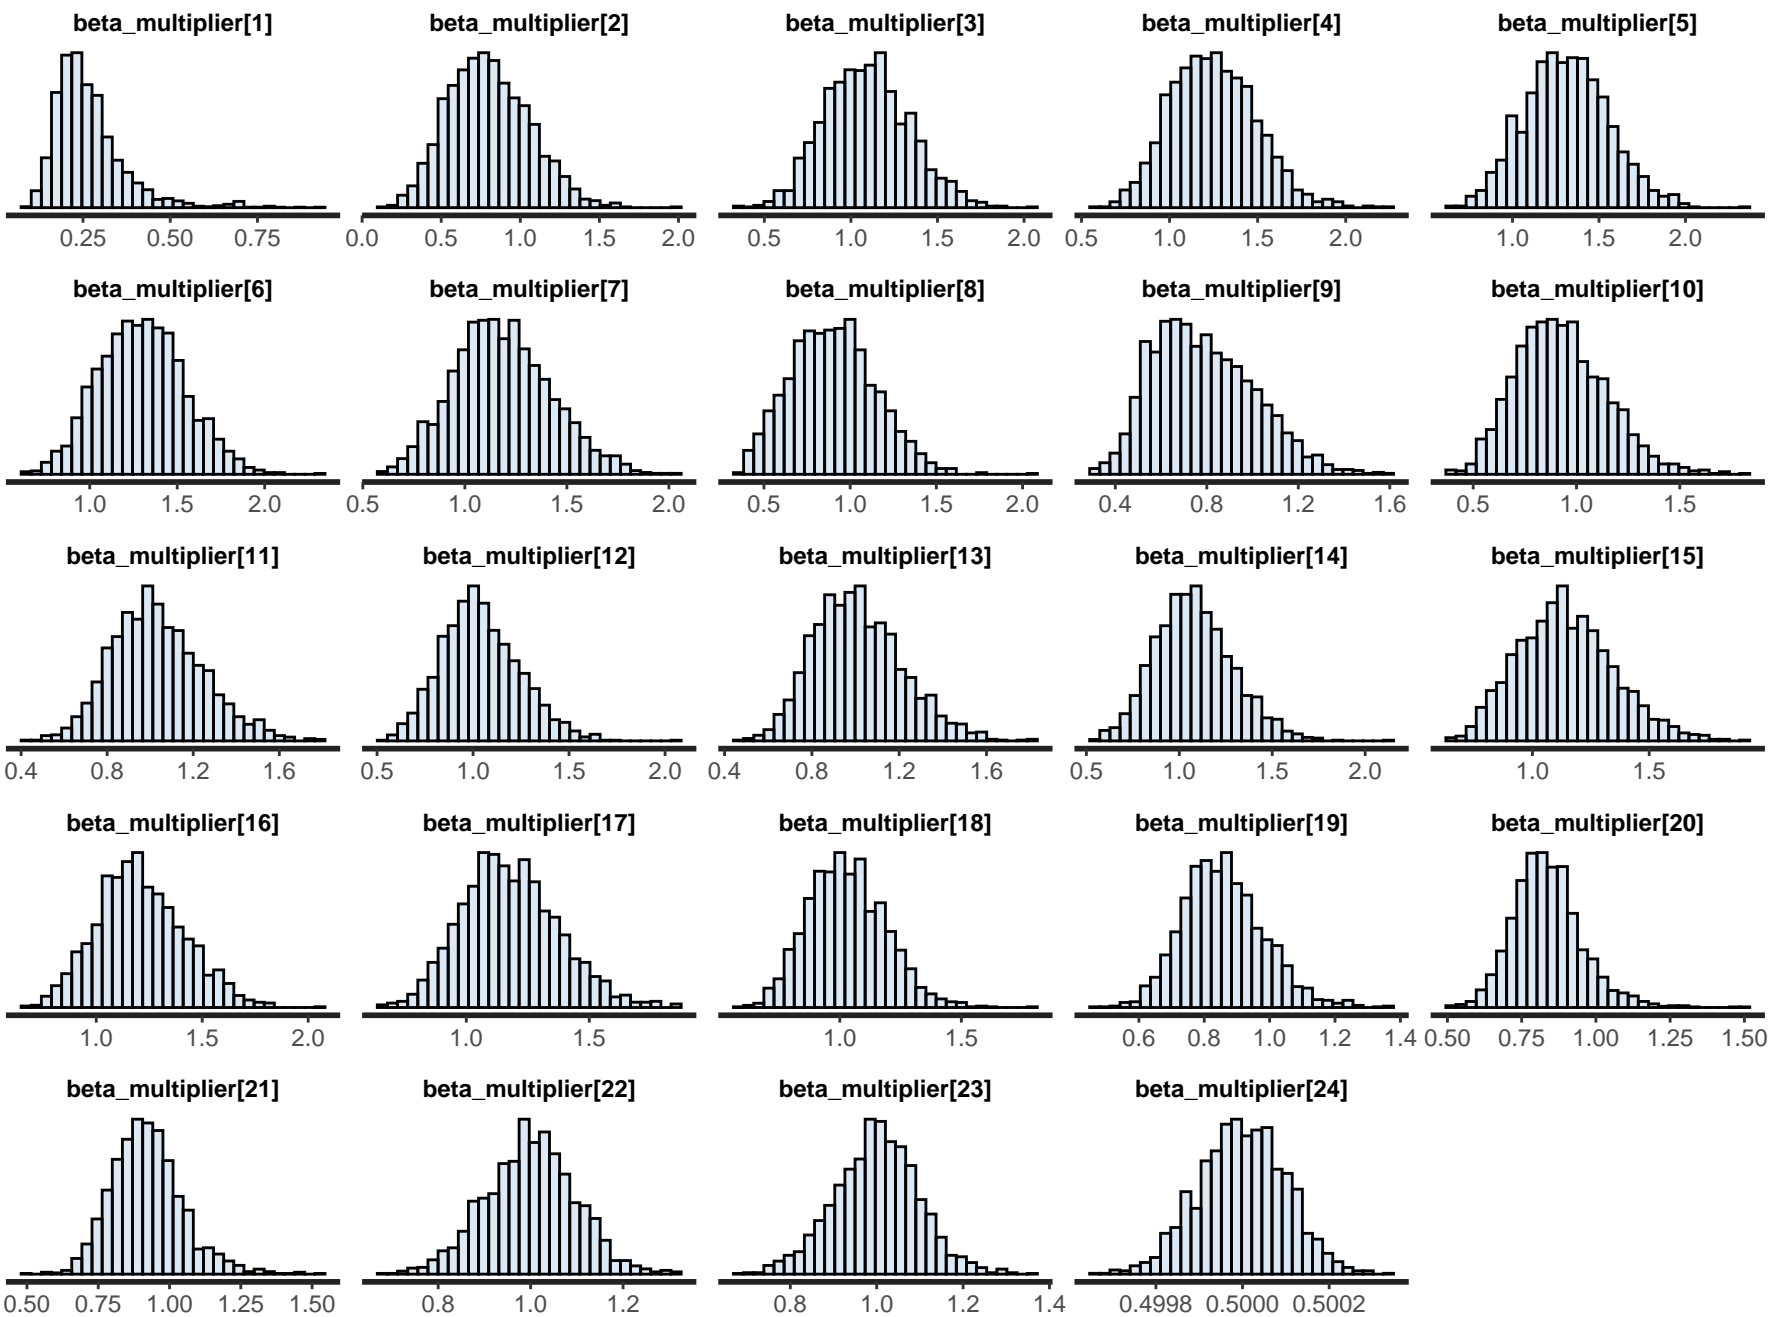 beta_multiplier[1] beta_multiplier[2] beta_multiplier[3] beta_multiplier[4] beta_multiplier[5]
0.25 0.50 0.75 0.0 0.5 1.0 1.5 2.0 0.5 1.0 1.5 2.0 0.5 1.0 1.5 2.0 1.0 1.5 2.0
beta_multiplier[6] beta_multiplier[7] beta_multiplier[8] beta_multiplier[9] beta_multiplier[10]
1.0 1.5 2.0 0.5 1.0 1.5 2.0 0.5 1.0 1.5 2.0 0.4 0.8 1.2 1.6 0.5 1.0 1.5
beta_multiplier[11] beta_multiplier[12] beta_multiplier[13] beta_multiplier[14] beta_multiplier[15]
0.4 0.8 1.2 1.6 0.5 1.0 1.5 2.0 0.4 0.8 1.2 1.6 0.5 1.0 1.5 2.0 1.0 1.5
beta_multiplier[16] beta_multiplier[17] beta_multiplier[18] beta_multiplier[19] beta_multiplier[20]
1.0 1.5 2.0 1.0 1.5 1.0 1.5 0.6 0.8 1.0 1.2 1.4 0.50 0.75 1.00 1.25 1.50
beta_multiplier[21] beta_multiplier[22] beta_multiplier[23] beta_multiplier[24]
0.50 0.75 1.00 1.25 1.50 0.8 1.0 1.2 0.8 1.0 1.2 1.4 0.4998 0.5000 0.5002